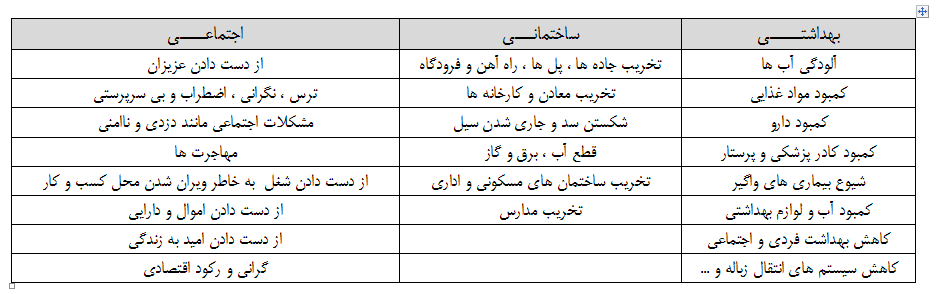 بهداشتـــــــی ساختمانــــی اجتماعـــــی
آلودگی آب ها تخریب جاده ها ، پل ها ، راه آهن و فرودگاه از دست دادن عزیزان
کمبود مواد غذایی تخریب معادن و کارخانه ها ترس ، نگرانی ، اضطراب و بی سرپرستی
کمبود دارو شکستن سد و جاری شدن سیل مشکلات اجتماعی مانند دزدی و ناامنی
کمبود کادر پزشکی و پرستار قطع آب ، برق و گاز مهاجرت ها
شیوع بیماری های واگیر تخریب ساختمان های مسکونی و اداری از دست دادن شغل به خاطر ویران شدن محل کسب و کار
کمبود آب و لوازم بهداشتی تخریب مدارس از دست دادن اموال و دارایی
کاهش بهداشت فردی و اجتماعی از دست دادن امید به زندگی
کاهش سیستم های انتقال زباله و ... گرانی و رکود اقتصادی